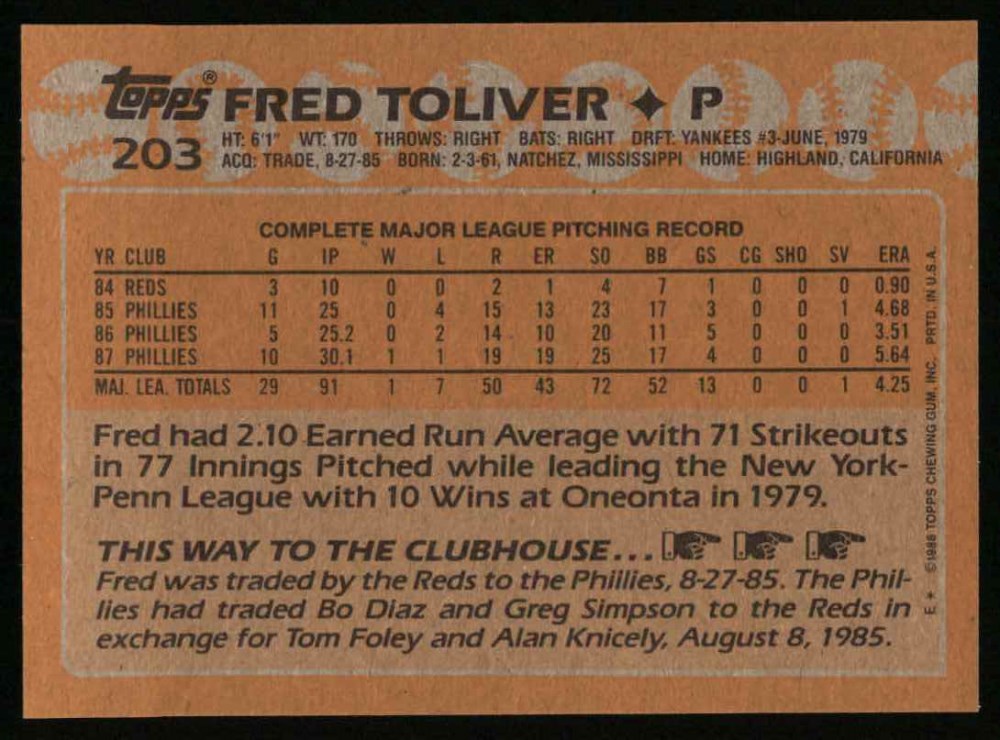 topps® FRED TOLIVER ✦ P
203 HT: 6'1" WT: 170 THROWS: RIGHT BATS: RIGHT DRFT: YANKEES #3-JUNE, 1979
ACQ: TRADE, 8-27-85 BORN: 2-3-61, NATCHEZ, MISSISSIPPI HOME: HIGHLAND, CALIFORNIA
COMPLETE MAJOR LEAGUE PITCHING RECORD
YR CLUB G IP W L R ER SO BB GS CG SHO SV ERA
84 REDS 3 10 0 0 2 1 4 7 1 0 0 0 0.90
85 PHILLIES 11 25 0 4 15 13 23 17 3 0 0 1 4.68
86 PHILLIES 5 25.2 0 2 14 10 20 11 5 0 0 0 3.51
87 PHILLIES 10 30.1 1 1 19 19 25 17 4 0 0 0 5.64
MAJ. LEA. TOTALS 29 91 1 7 50 43 72 52 13 0 0 1 4.25
Fred had 2.10 Earned Run Average with 71 Strikeouts
in 77 Innings Pitched while leading the New York-
Penn League with 10 Wins at Oneonta in 1979.
THIS WAY TO THE CLUBHOUSE...
Fred was traded by the Reds to the Phillies, 8-27-85. The Phil-
lies had traded Bo Diaz and Greg Simpson to the Reds in
exchange for Tom Foley and Alan Knicely, August 8, 1985.
E* ©1988 TOPPS CHEWING GUM, INC. PRTD. IN U.S.A.